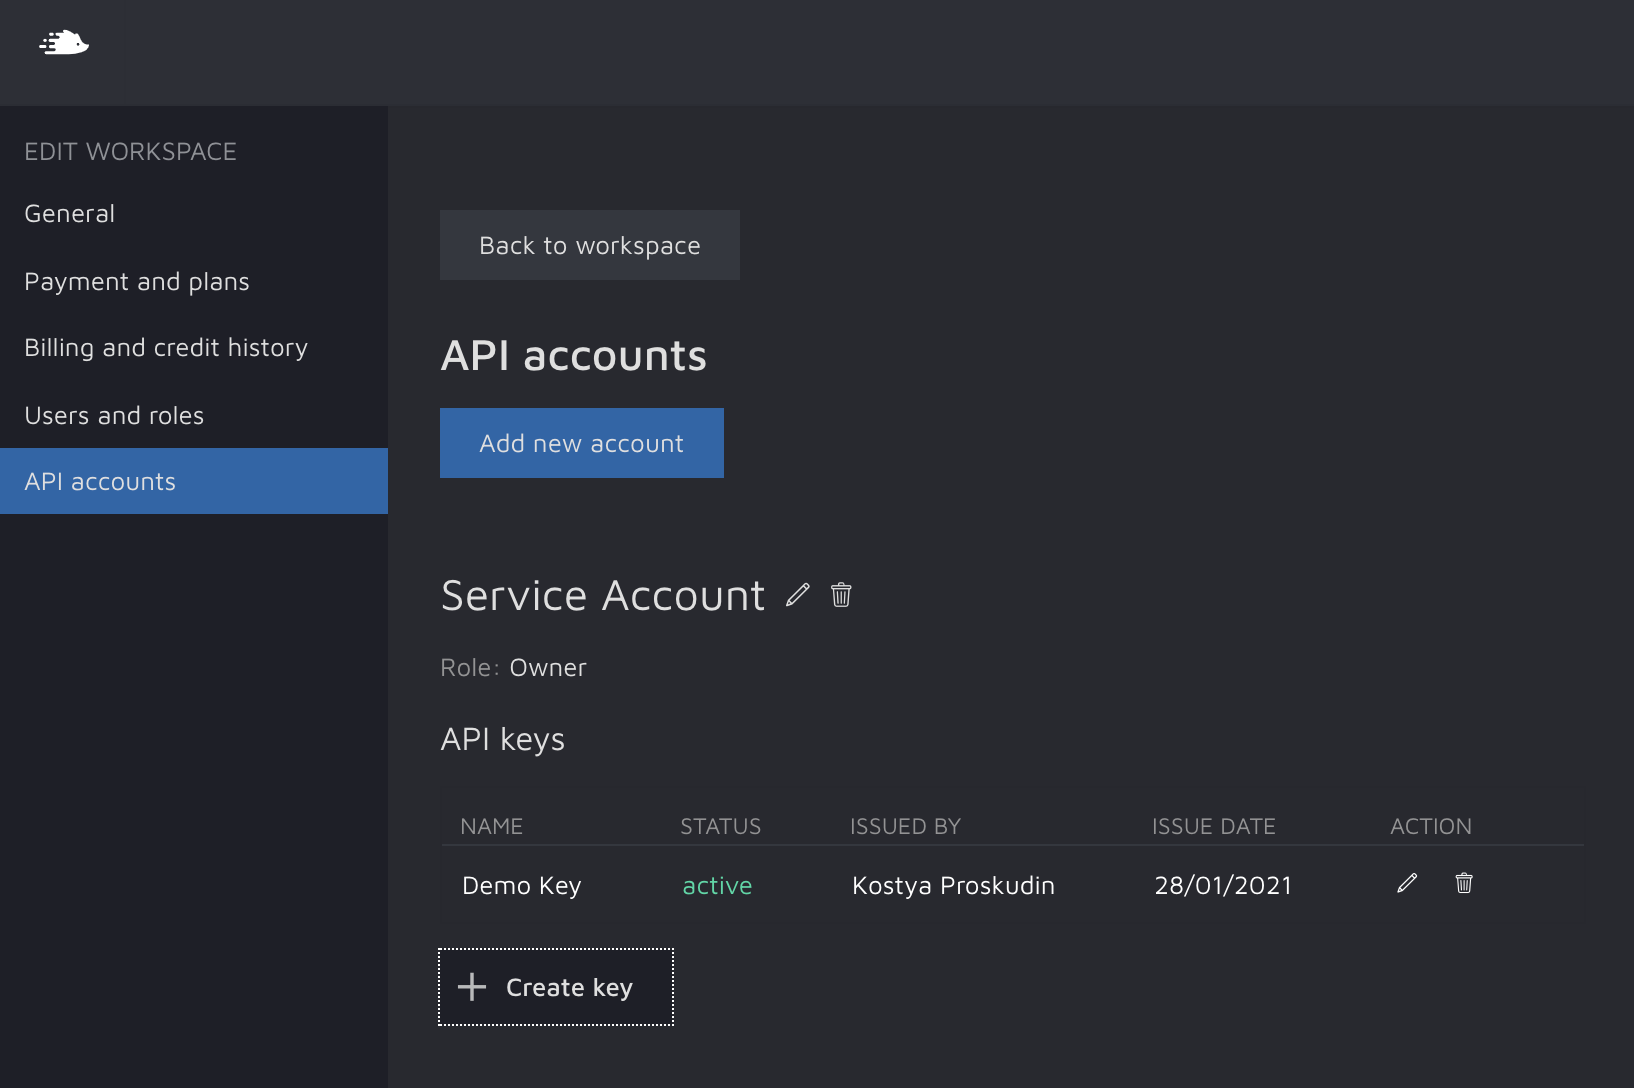 EDIT WORKSPACE
General
Payment and plans
Billing and credit history
Users and roles
API accounts
Back to workspace
API accounts
Add new account
Service Account
Role: Owner
API keys
NAME STATUS ISSUED BY ISSUE DATE ACTION
Demo Key active Kostya Proskudin 28/01/2021
Create key